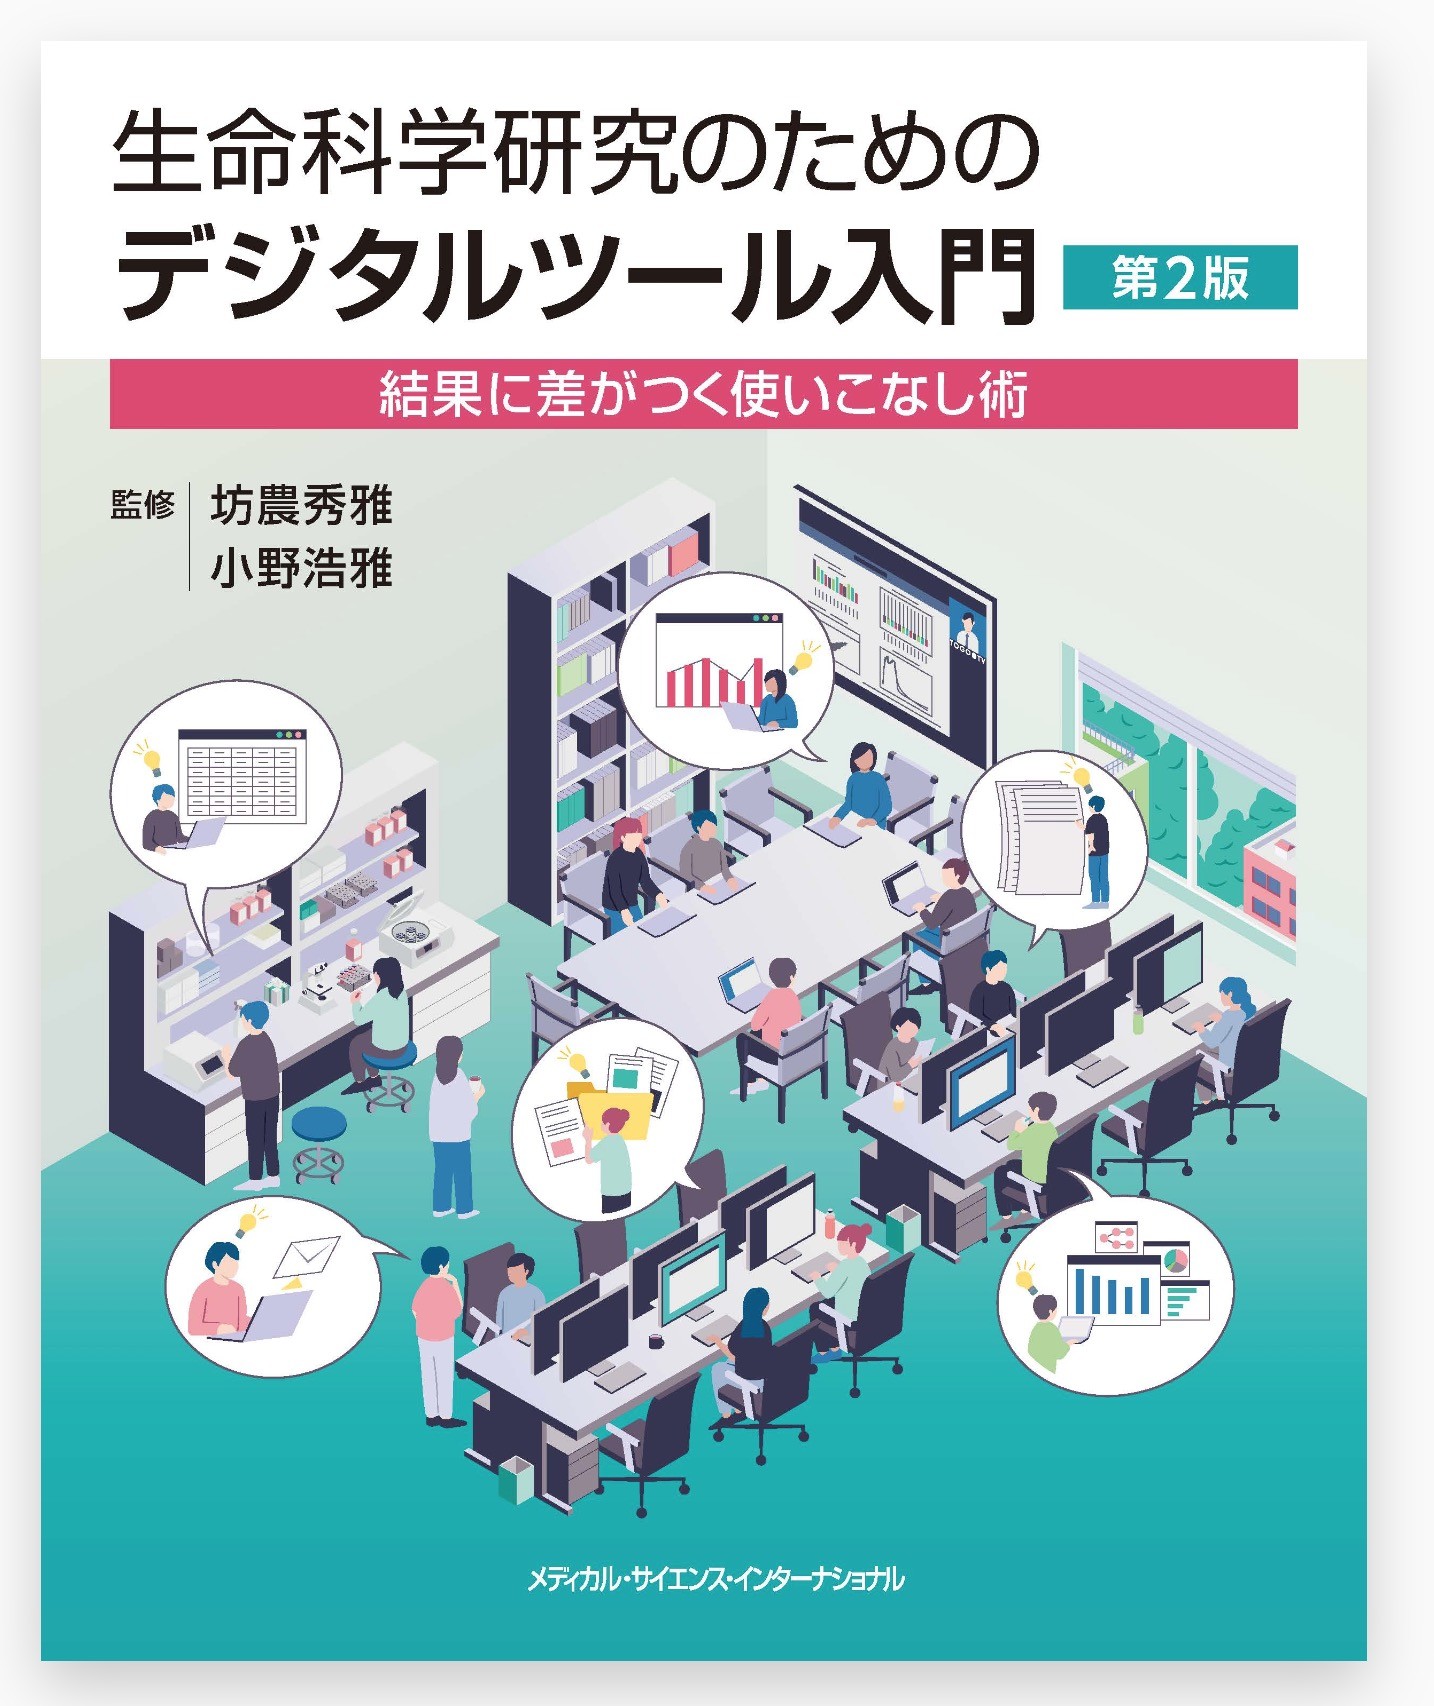 生命科学研究のための
デジタルツール入門
第2版
結果に差がつく使いこなし術
監修
坊農秀雅
小野浩雅
TOGOTV
メディカル・サイエンス・インターナショナル